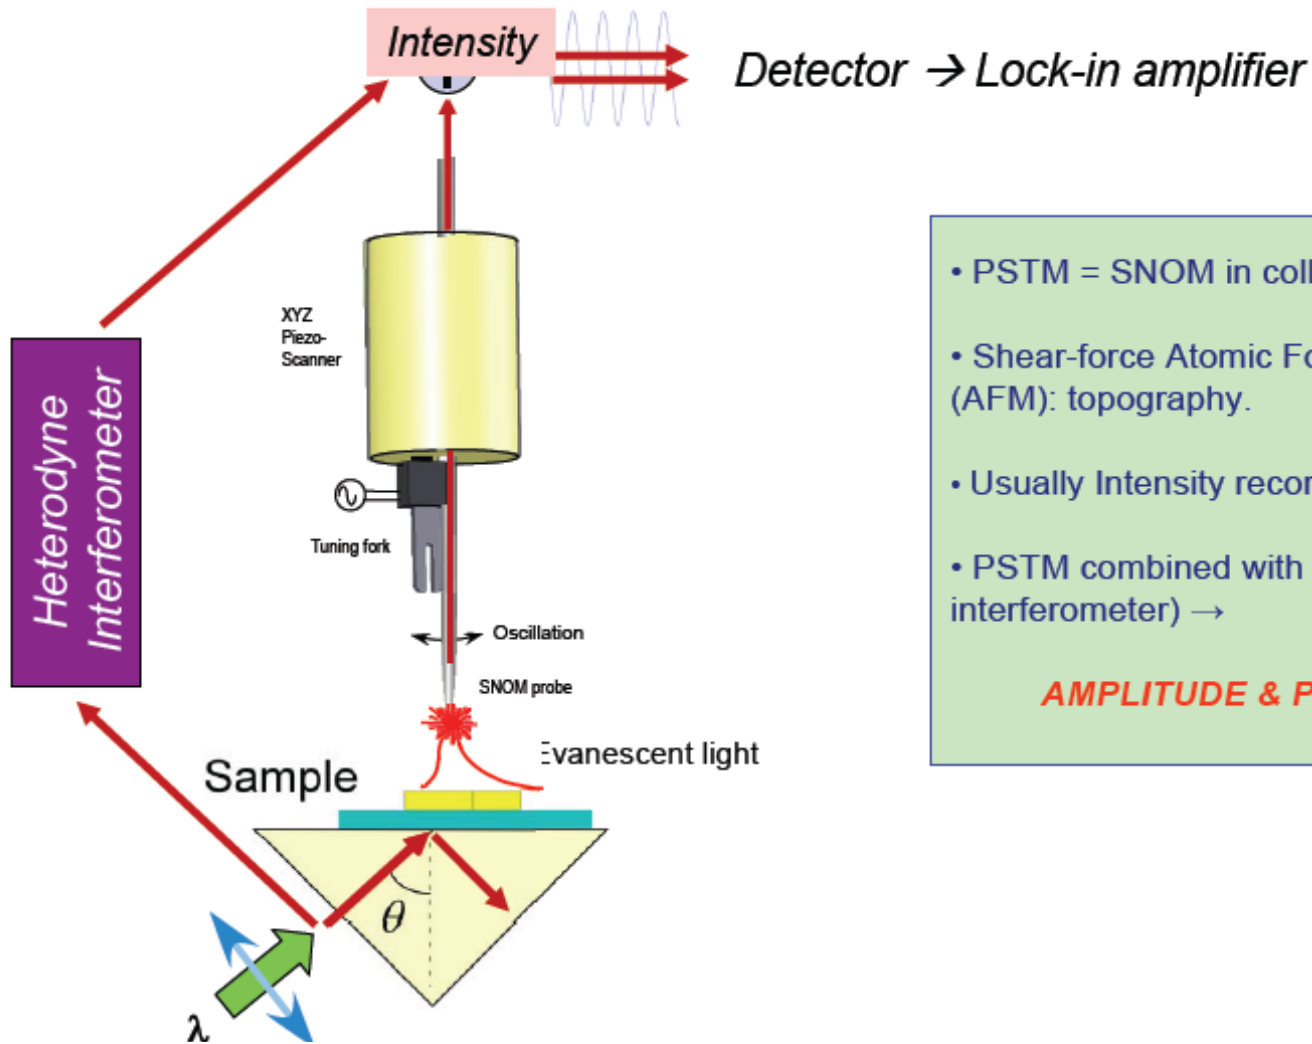 Intensity
Detector → Lock-in amplifier
XYZ
Piezo-
Scanner
• PSTM = SNOM in coll
• Shear-force Atomic Fo
(AFM): topography.
• Usually Intensity recor
• PSTM combined with
interferometer) →
AMPLITUDE & P
Heterodyne
Interferometer
Tuning fork
Oscillation
SNOM probe
Evanescent light
Sample
θ
λ